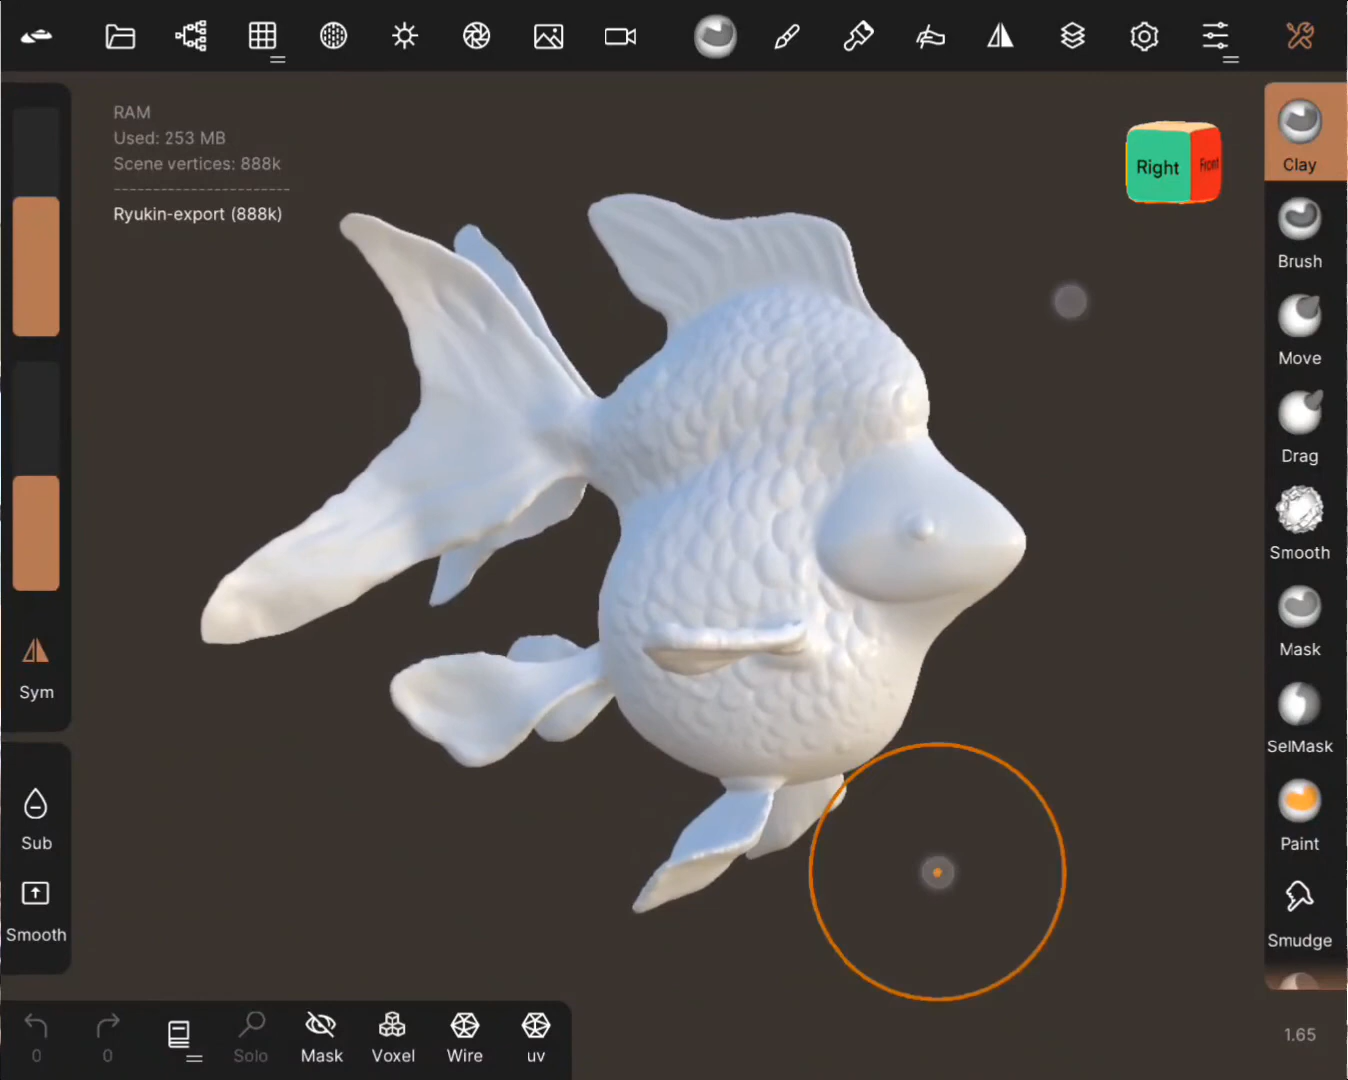 RAM
Used: 253 MB
Scene vertices: 888k
----------------------
Ryukin-export (888k)
Right
Front
Clay
Brush
Move
Drag
Smooth
Mask
SelMask
Paint
Smudge
Sym
Sub
Smooth
0
0
Solo
Mask
Voxel
Wire
uv
1.65